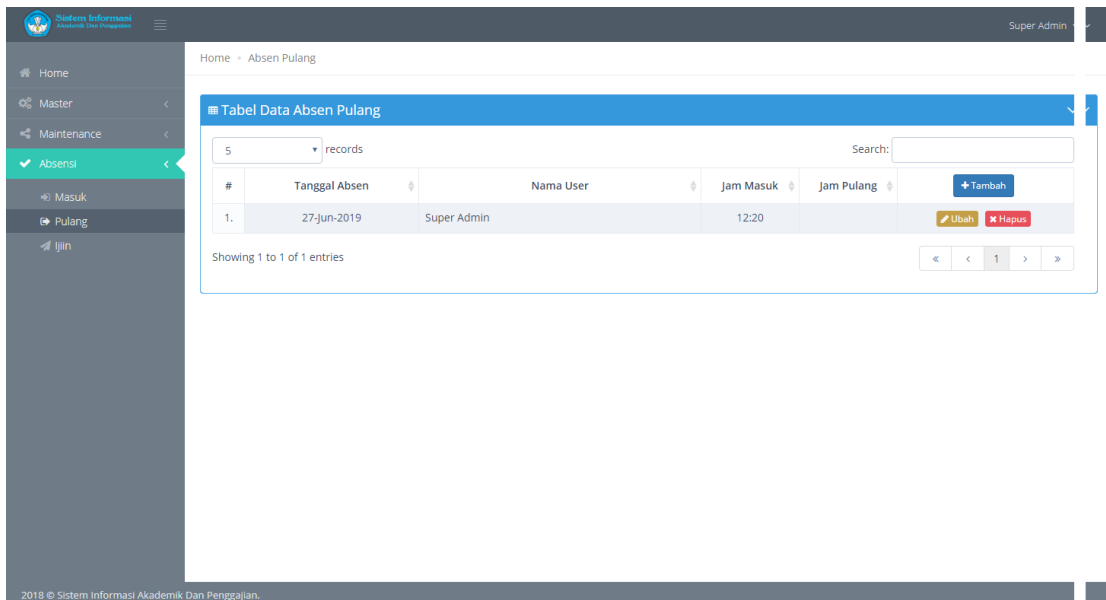 Sistem Informasi
Akademik Dan Penggajian
Super Admin
Home
Master
Maintenance
Absensi
Masuk
Pulang
Ijiin
Home Absen Pulang
Tabel Data Absen Pulang
5 records Search:
# Tanggal Absen Nama User Jam Masuk Jam Pulang +Tambah
1. 27-Jun-2019 Super Admin 12:20 Ubah Hapus
Showing 1 to 1 of 1 entries « < 1 > »
2018 © Sistem Informasi Akademik Dan Penggajian.